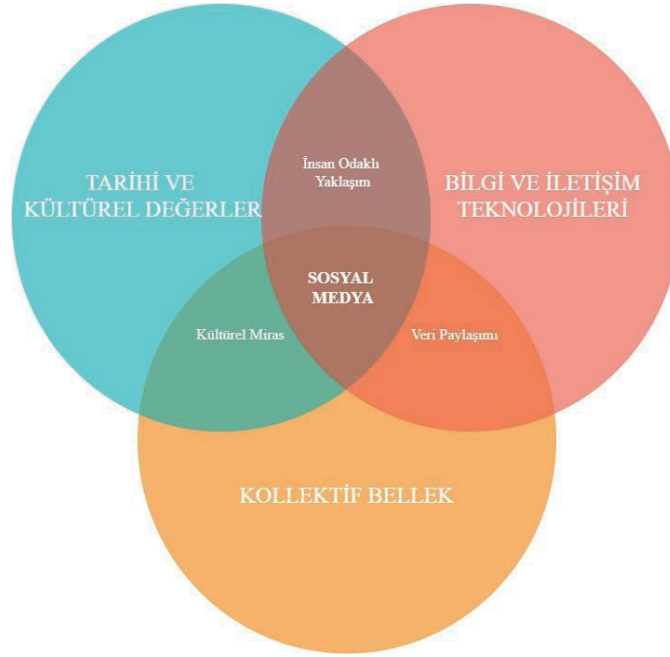 İnsan Odaklı
Yaklaşım
TARİHİ VE
KÜLTÜREL DEĞERLER
BİLGİ VE İLETİŞİM
TEKNOLOJİLERİ
SOSYAL
MEDYA
Kültürel Miras
Veri Paylaşımı
KOLLEKTİF BELLEK